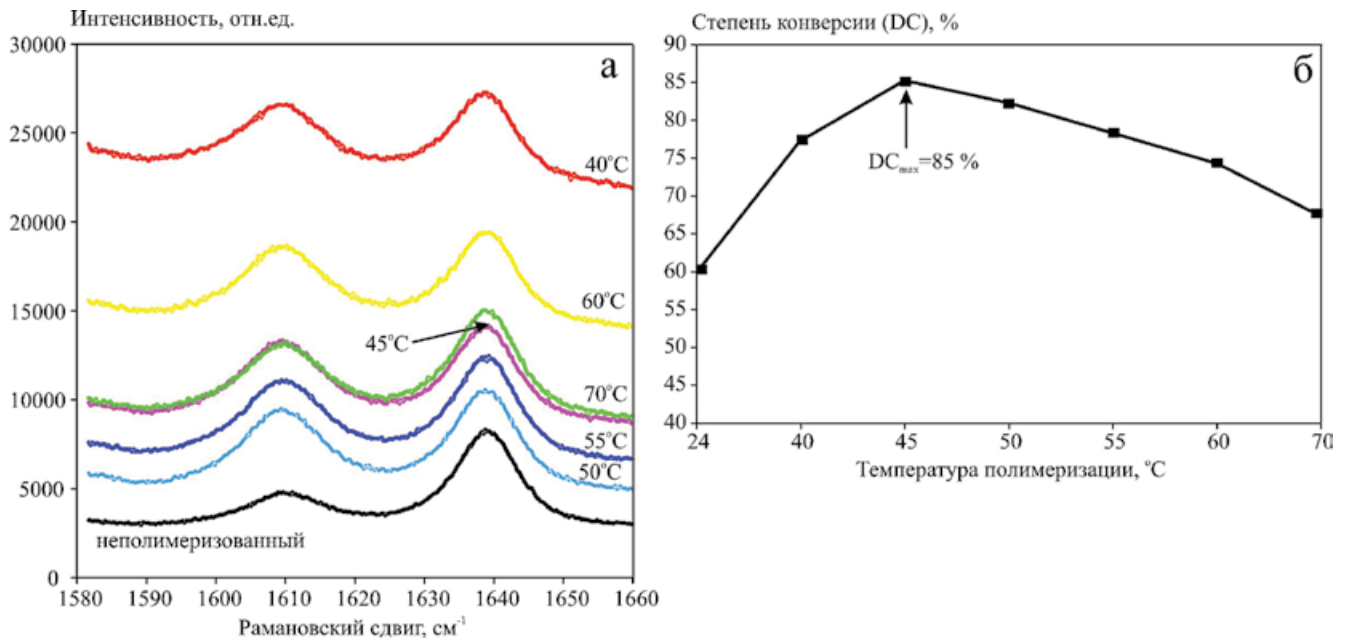 Интенсивность, отн.ед.
30000
25000
20000
15000
10000
5000
0
а
40°C
60°C
45°C
70°C
55°C
50°C
неполимеризованный
1580 1590 1600 1610 1620 1630 1640 1650 1660
Рамановский сдвиг, см⁻¹
Степень конверсии (DC), %
90
85
80
75
70
65
60
55
50
45
40
б
DCmax=85 %
24 40 45 50 55 60 70
Температура полимеризации, °C